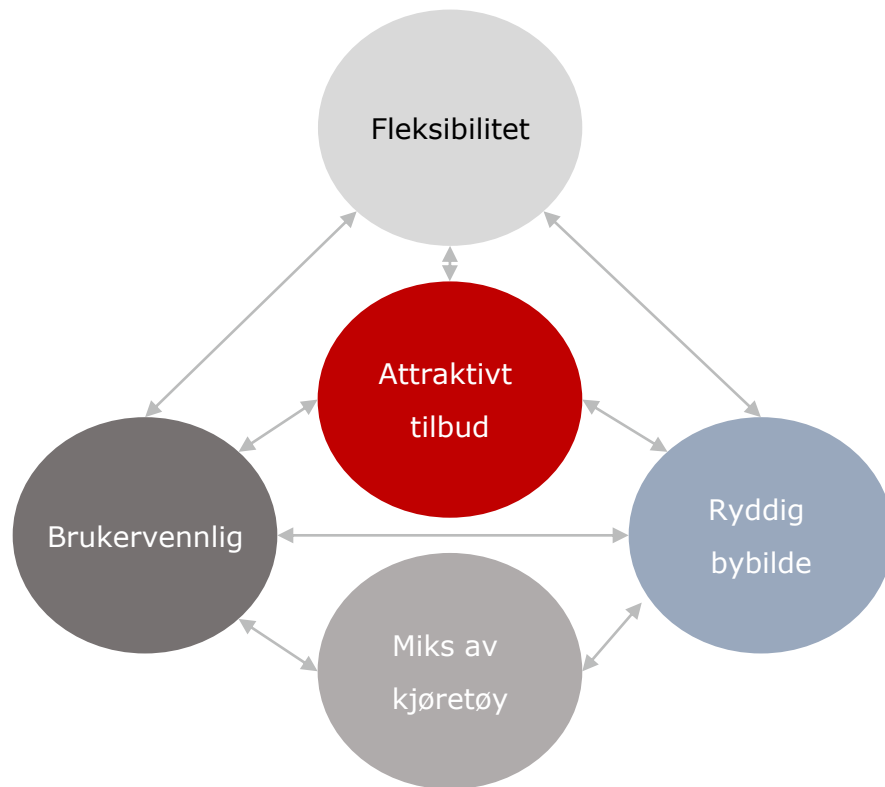 Fleksibilitet
Attraktivt
tilbud
Brukervennlig
Ryddig
bybilde
Miks av
kjøretøy